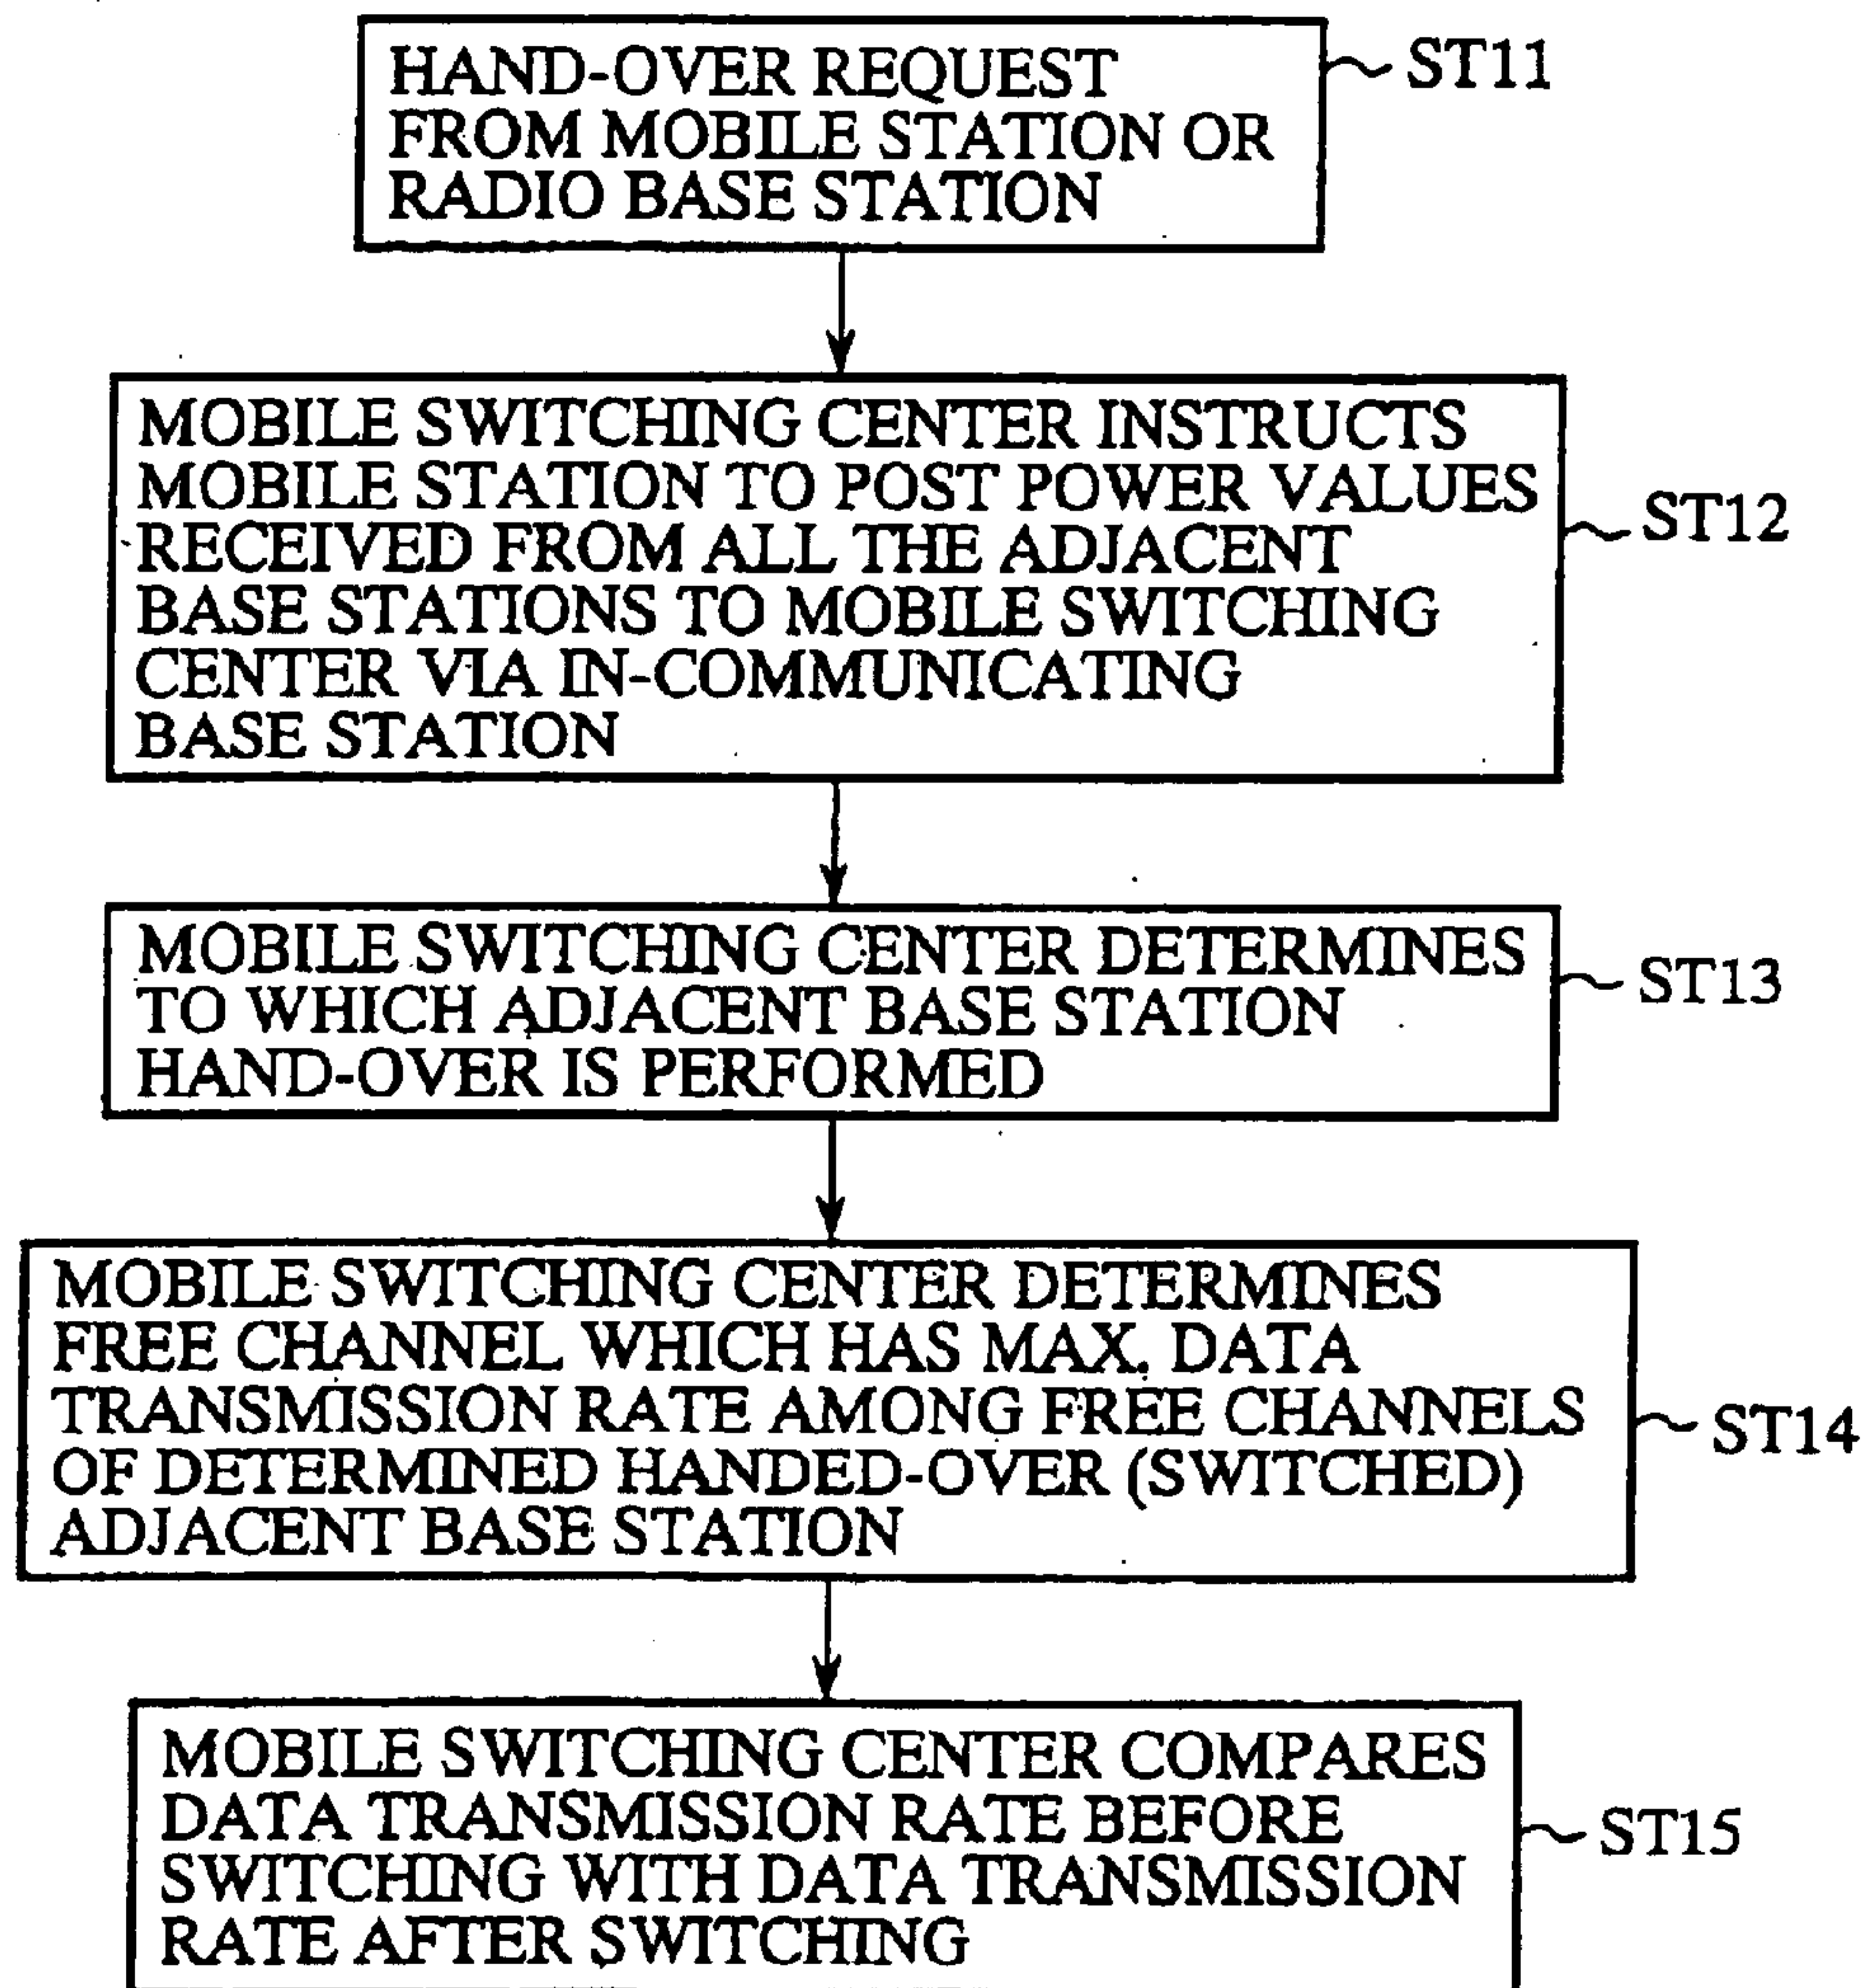 HAND-OVER REQUEST
FROM MOBILE STATION OR
RADIO BASE STATION
ST11
MOBILE SWITCHING CENTER INSTRUCTS
MOBILE STATION TO POST POWER VALUES
RECEIVED FROM ALL THE ADJACENT
BASE STATIONS TO MOBILE SWITCHING
CENTER VIA IN-COMMUNICATING
BASE STATION
ST12
MOBILE SWITCHING CENTER DETERMINES
TO WHICH ADJACENT BASE STATION
HAND-OVER IS PERFORMED
ST13
MOBILE SWITCHING CENTER DETERMINES
FREE CHANNEL WHICH HAS MAX. DATA
TRANSMISSION RATE AMONG FREE CHANNELS
OF DETERMINED HANDED-OVER (SWITCHED)
ADJACENT BASE STATION
ST14
MOBILE SWITCHING CENTER COMPARES
DATA TRANSMISSION RATE BEFORE
SWITCHING WITH DATA TRANSMISSION
RATE AFTER SWITCHING
ST15